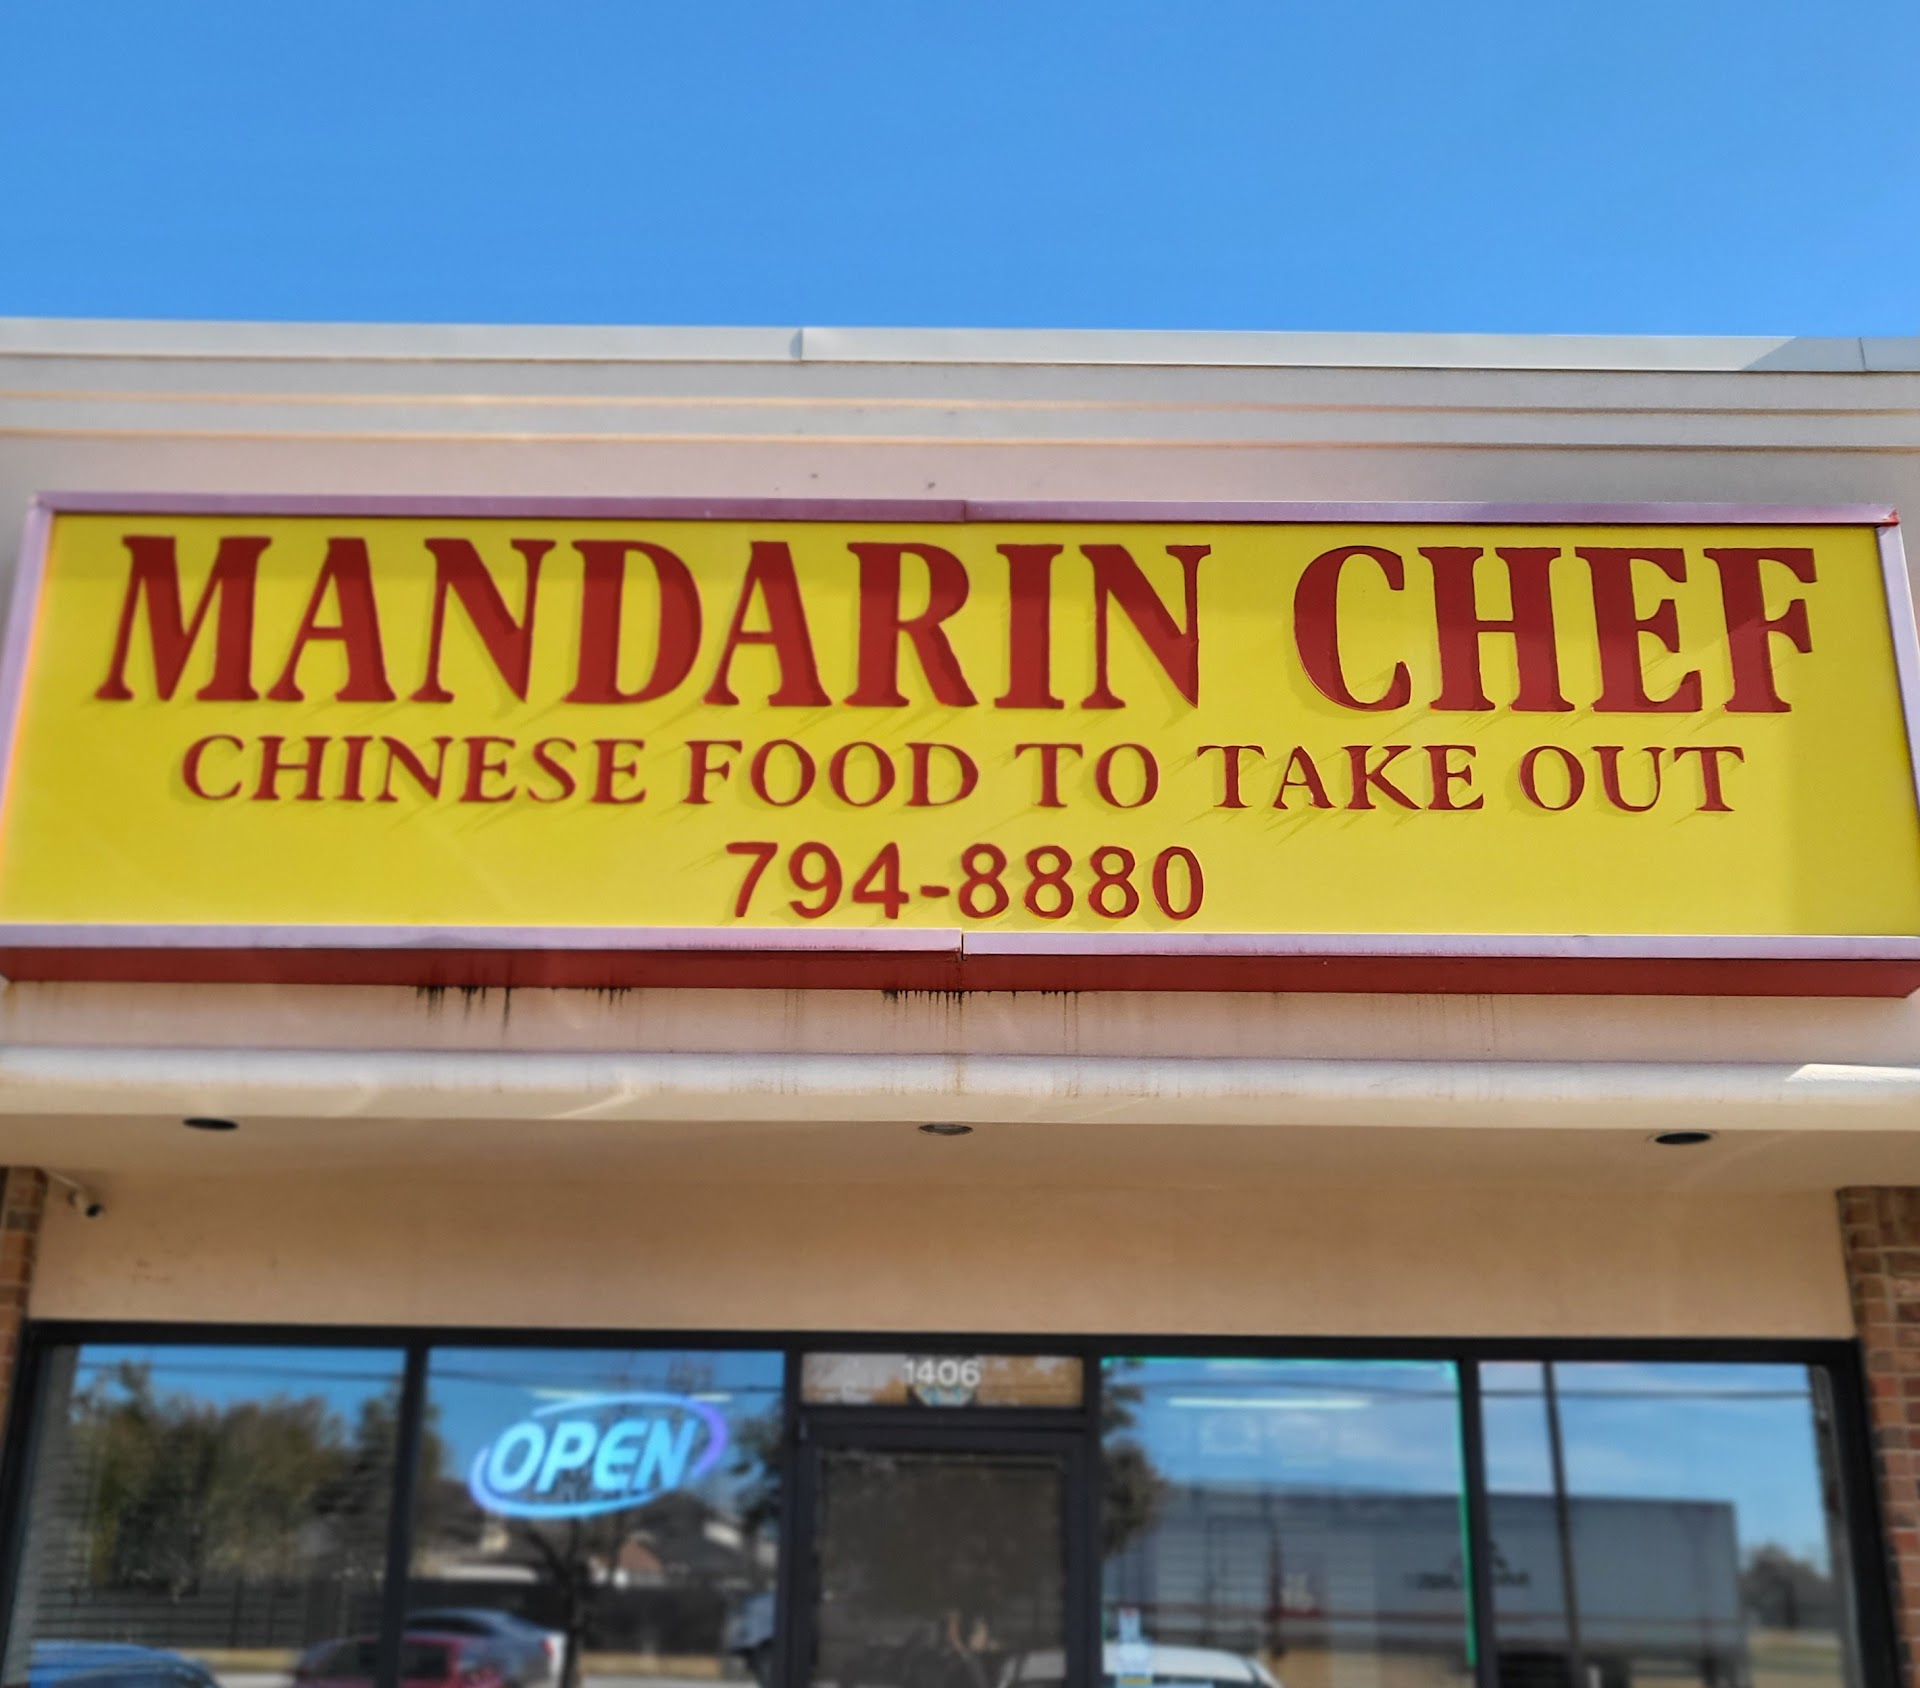 MANDARIN CHEF
CHINESE FOOD TO TAKE OUT
794-8880
1406
OPEN